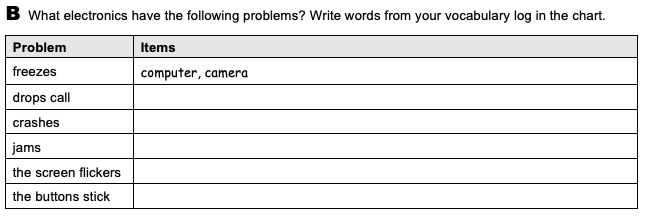 B What electronics have the following problems? Write words from your vocabulary log in the chart.
Problem Items
freezes computer, camera
drops call
crashes
jams
the screen flickers
the buttons stick